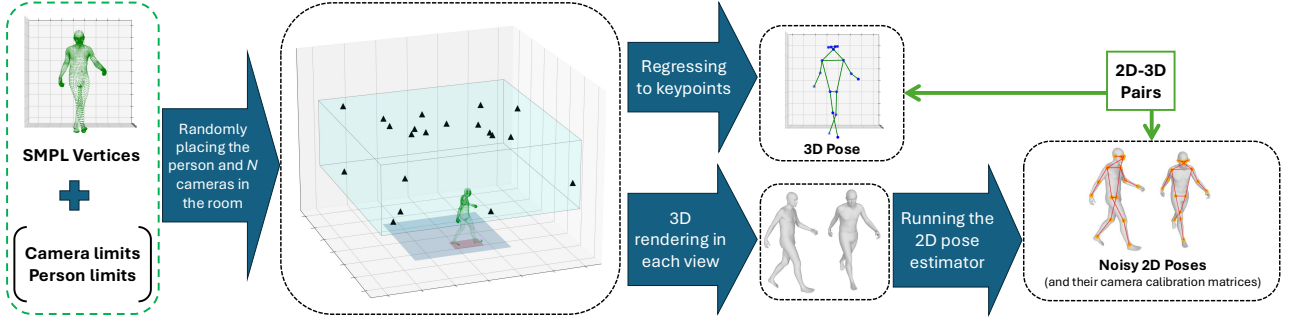 SMPL Vertices
Camera limits
Person limits
Randomly
placing the
person and N
cameras in
the room
Regressing
to keypoints
3D Pose
2D-3D
Pairs
3D
rendering in
each view
Running the
2D pose
estimator
Noisy 2D Poses
(and their camera calibration matrices)